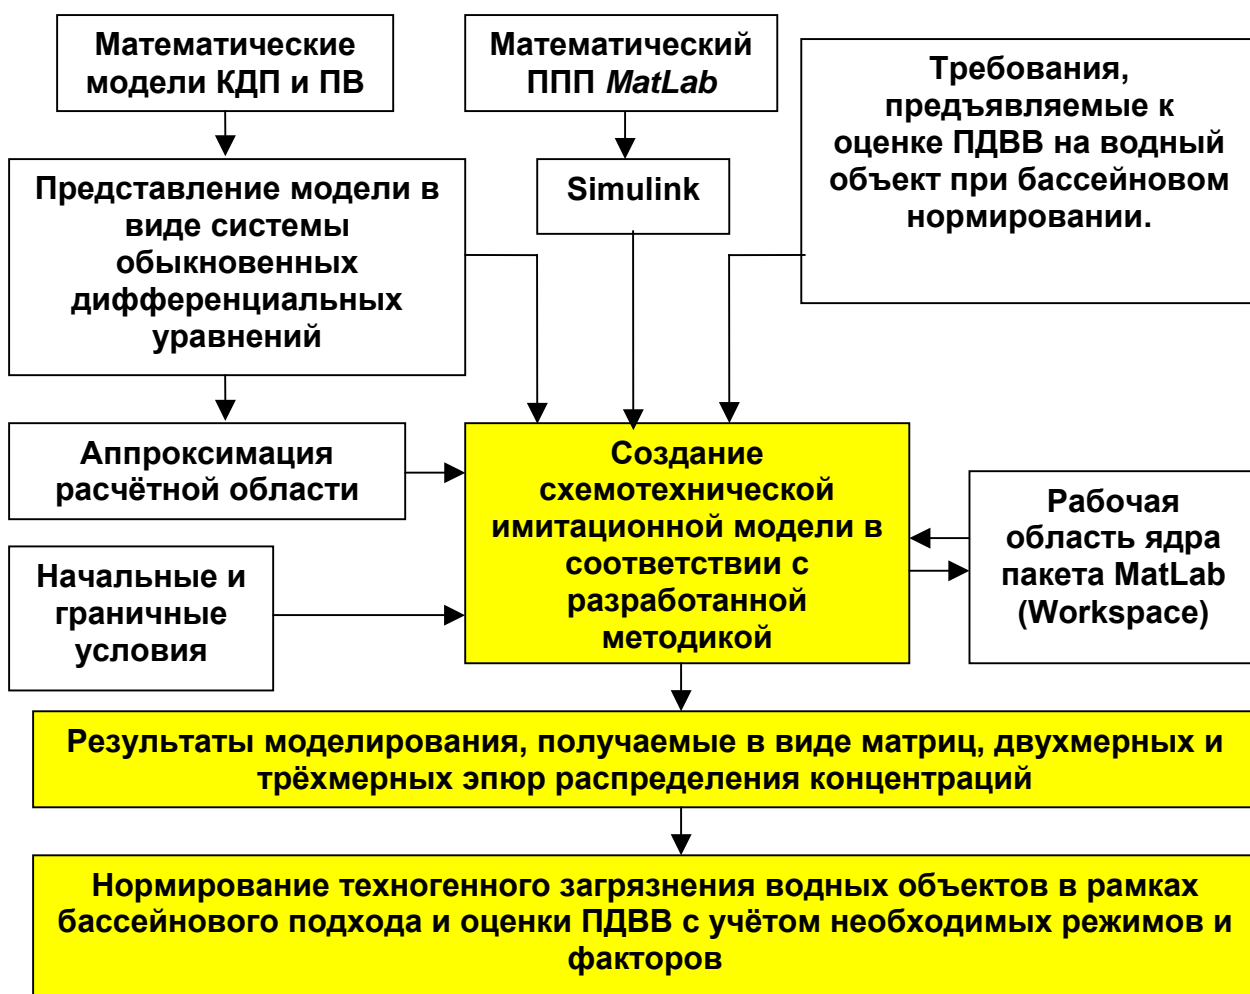 Математические
модели КДП и ПВ
Математический
ППП MatLab
Требования,
предъявляемые к
оценке ПДВВ на водный
объект при бассейновом
нормировании.
Представление модели в
виде системы
обыкновенных
дифференциальных
уравнений
Simulink
Аппроксимация
расчётной области
Создание
схемотехнической
имитационной модели в
соответствии с
разработанной
методикой
Рабочая
область ядра
пакета MatLab
(Workspace)
Начальные и
граничные
условия
Результаты моделирования, получаемые в виде матриц, двухмерных и
трёхмерных эпюр распределения концентраций
Нормирование техногенного загрязнения водных объектов в рамках
бассейнового подхода и оценки ПДВВ с учётом необходимых режимов и
факторов